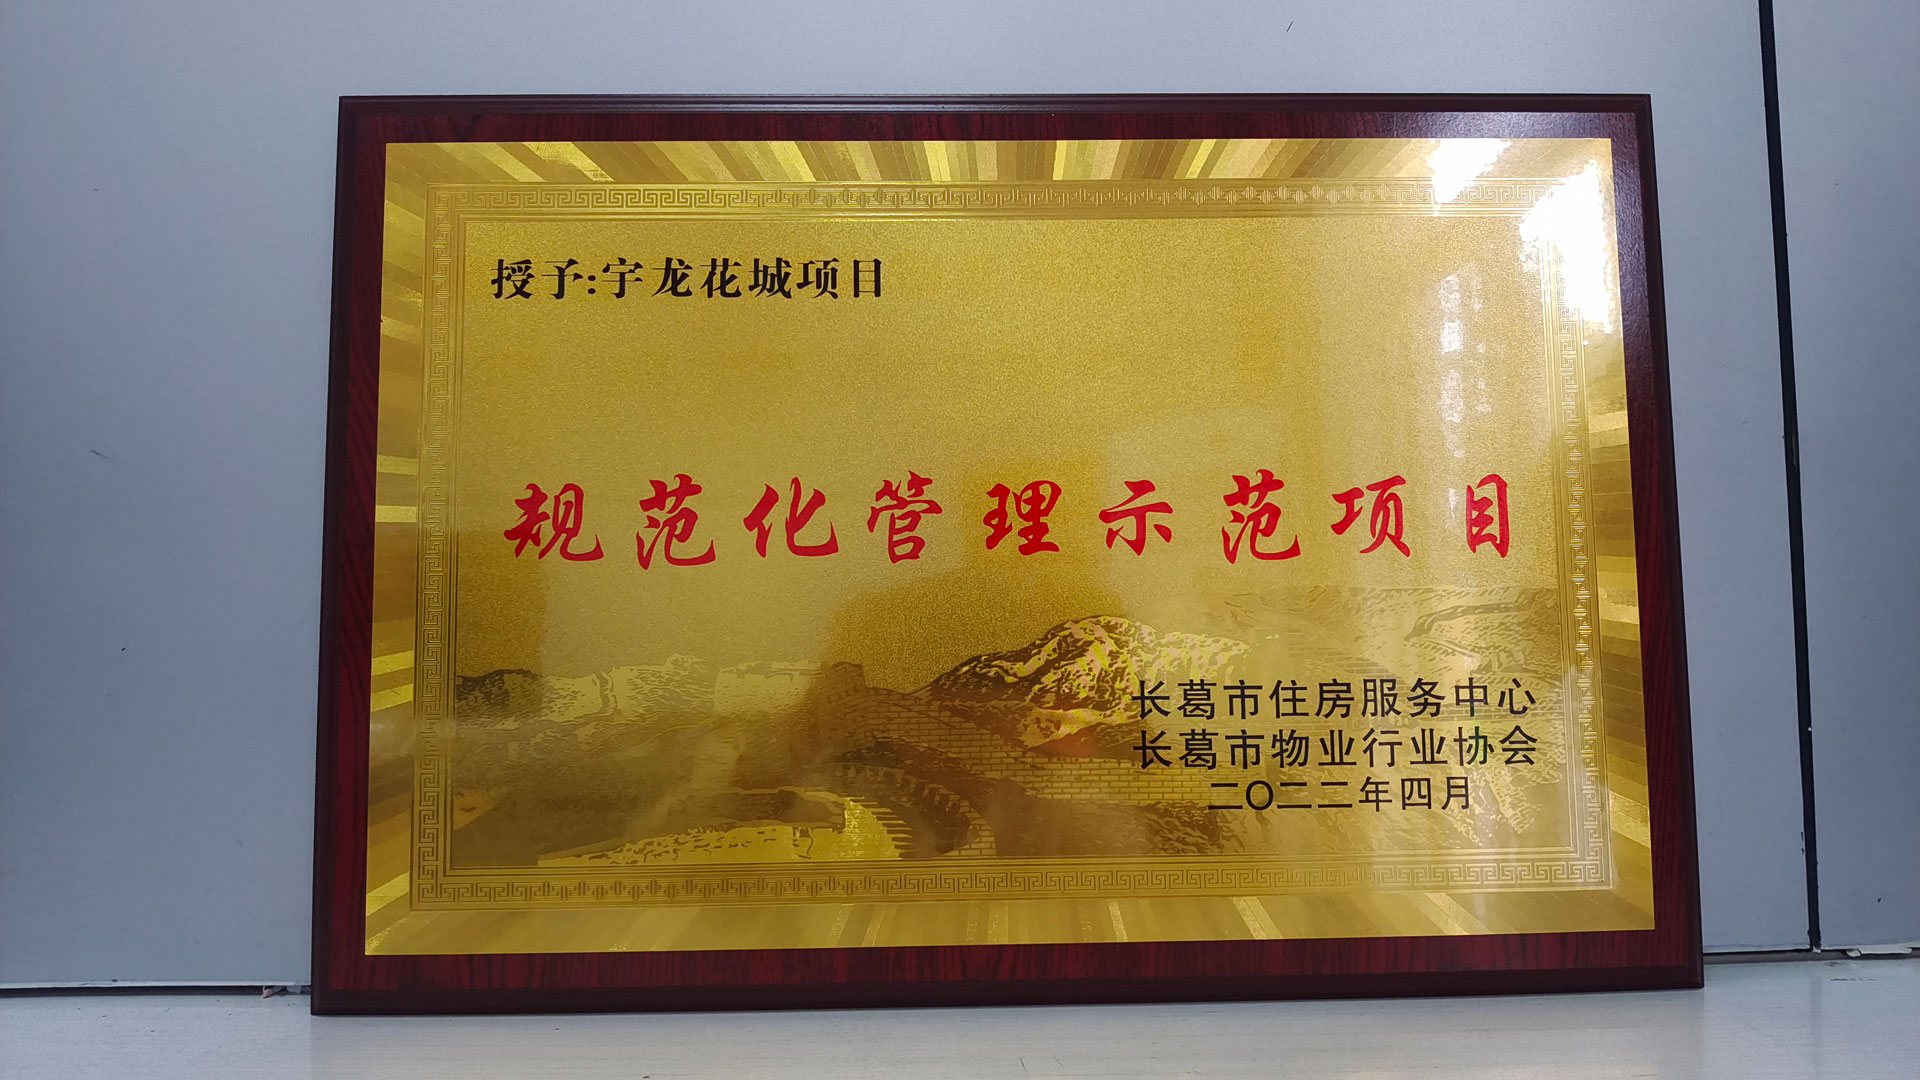 授予:宇龙花城项目
规范化管理示范项目
长葛市住房服务中心
长葛市物业行业协会
二〇二二年四月